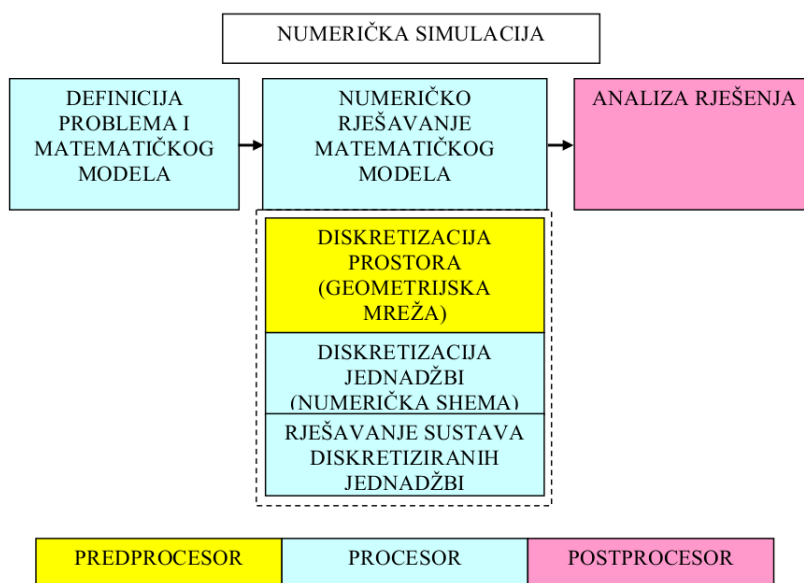 NUMERIČKA SIMULACIJA
DEFINICIJA
PROBLEMA I
MATEMATIČKOG
MODELA
NUMERIČKO
RJEŠAVANJE
MATEMATIČKOG
MODELA
ANALIZA RJEŠENJA
DISKRETIZACIJA
PROSTORA
(GEOMETRIJSKA
MREŽA)
DISKRETIZACIJA
JEDNADŽBI
(NUMERIČKA SHEMA)
RJEŠAVANJE SUSTAVA
DISKRETIZIRANIH
JEDNADŽBI
PREDPROCESOR
PROCESOR
POSTPROCESOR